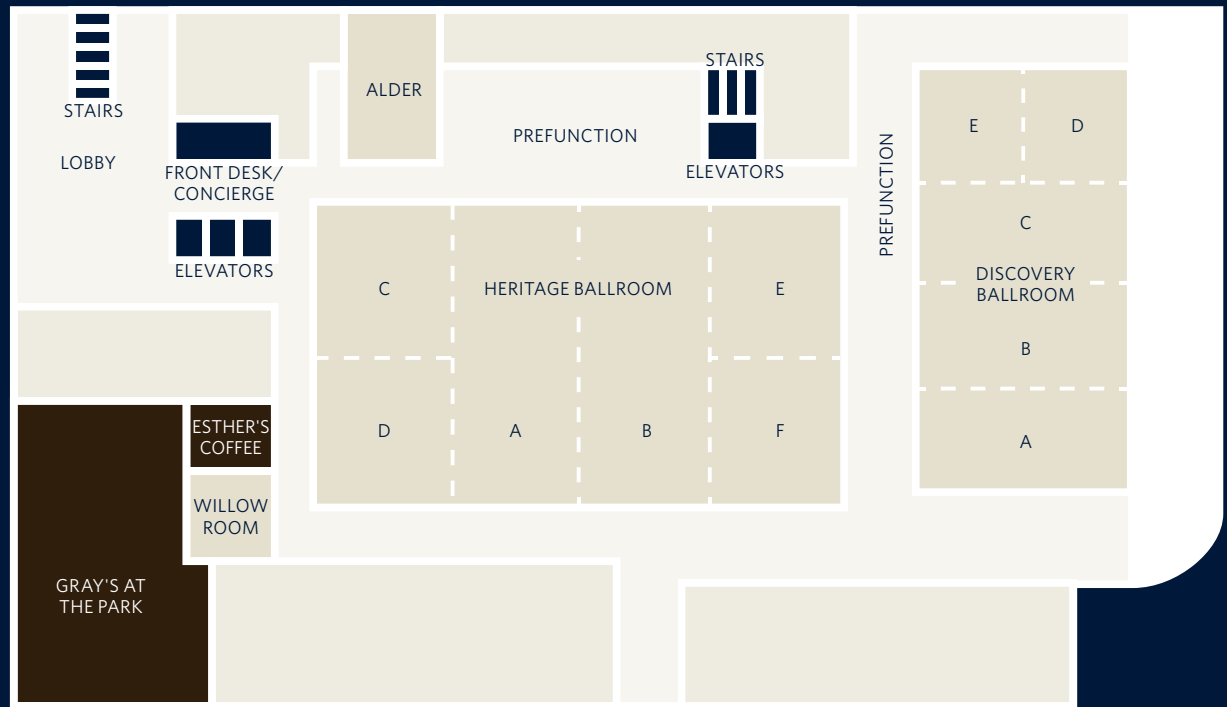 STAIRS
LOBBY
FRONT DESK/
CONCIERGE
ELEVATORS
ALDER
PREFUNCTION
STAIRS
ELEVATORS
PREFUNCTION
E
D
C
DISCOVERY
BALLROOM
B
A
C
HERITAGE BALLROOM
E
D
A
B
F
ESTHER'S
COFFEE
WILLOW
ROOM
GRAY'S AT
THE PARK